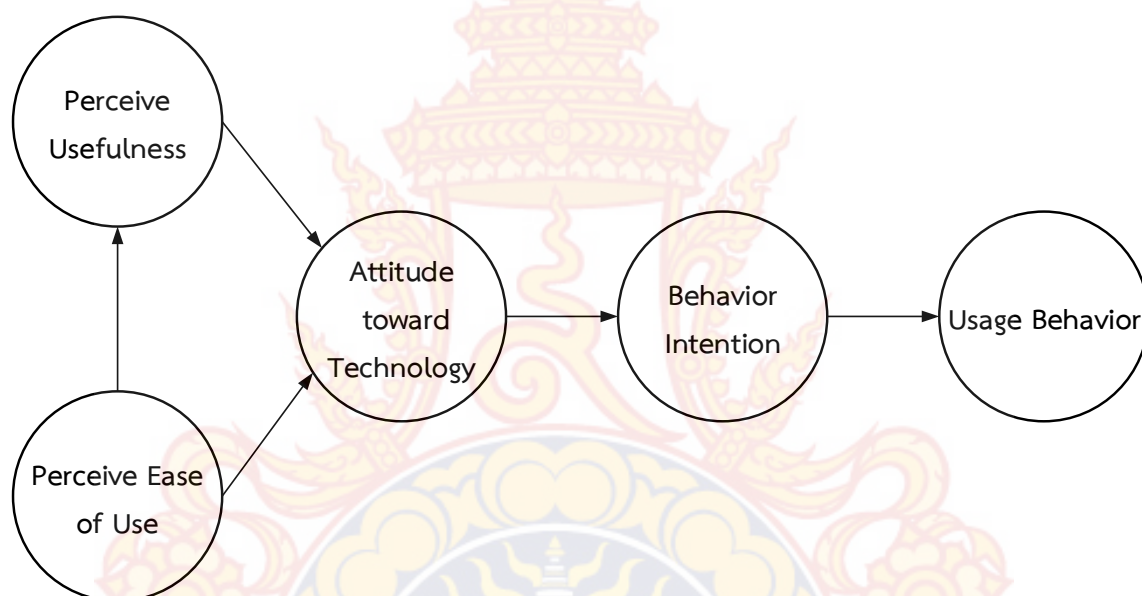 Perceive
Usefulness
Attitude
toward
Technology
Behavior
Intention
Usage Behavior
Perceive Ease
of Use